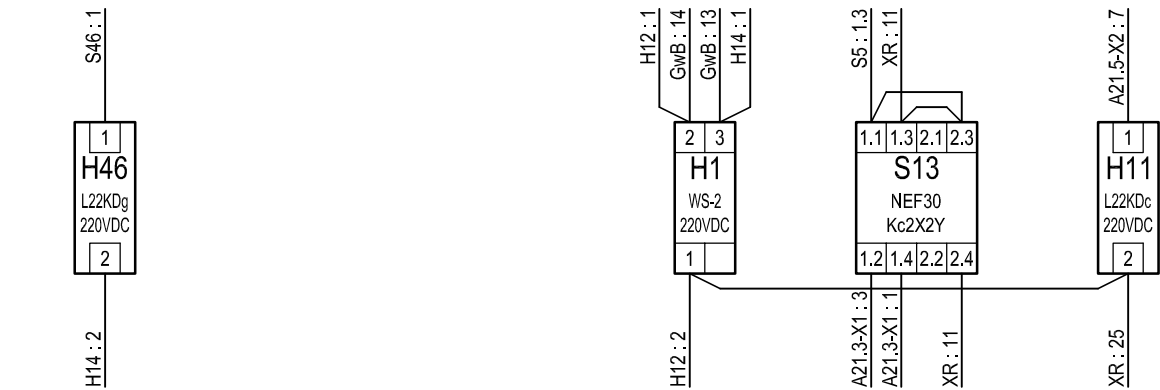 S46 : 1
1
H46
L22KDg
220VDC
2
H14 : 2
H12 : 1
GwB : 14
GwB : 13
H14 : 1
2 3
H1
WS-2
220VDC
1
H12 : 2
S5 : 1.3
XR : 11
1.1 1.3 2.1 2.3
S13
NEF30
Kc2X2Y
1.2 1.4 2.2 2.4
A21.3-X1 : 3
A21.3-X1 : 1
XR : 11
A21.5-X2 : 7
1
H11
L22KDc
220VDC
2
XR : 25